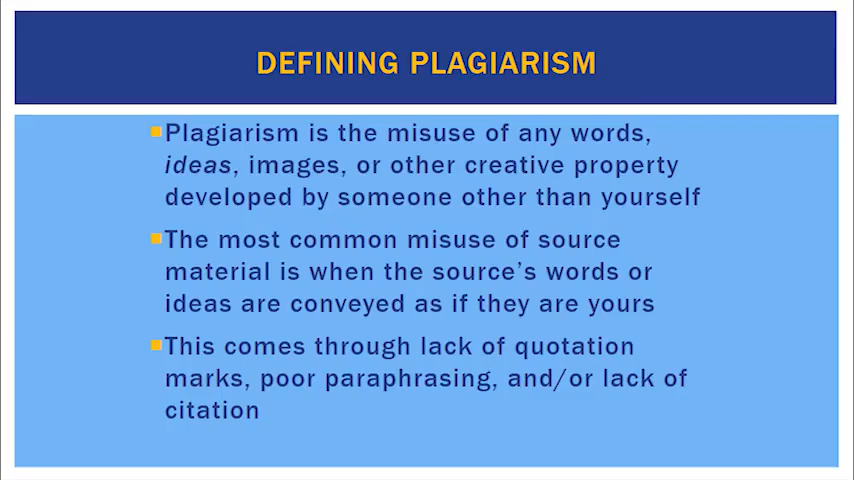 DEFINING PLAGIARISM
Plagiarism is the misuse of any words,
ideas, images, or other creative property
developed by someone other than yourself
The most common misuse of source
material is when the source's words or
ideas are conveyed as if they are yours
This comes through lack of quotation
marks, poor paraphrasing, and/or lack of
citation